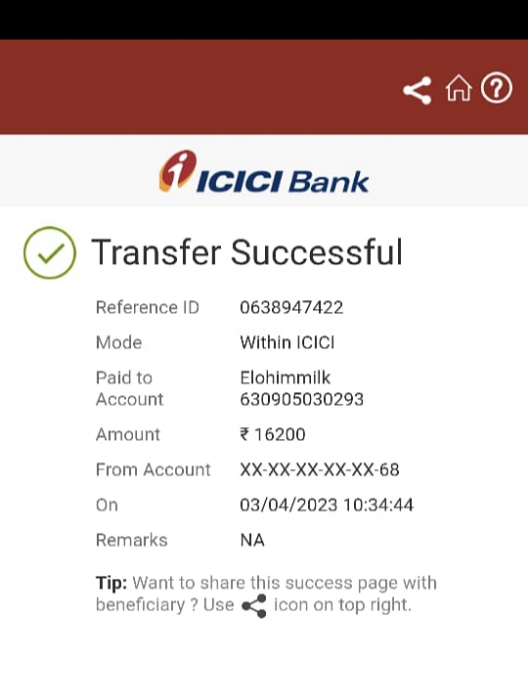 ICICI Bank
Transfer Successful
Reference ID 0638947422
Mode Within ICICI
Paid to Elohimmilk
Account 630905030293
Amount ₹ 16200
From Account XX-XX-XX-XX-XX-68
On 03/04/2023 10:34:44
Remarks NA
Tip: Want to share this success page with
beneficiary ? Use icon on top right.